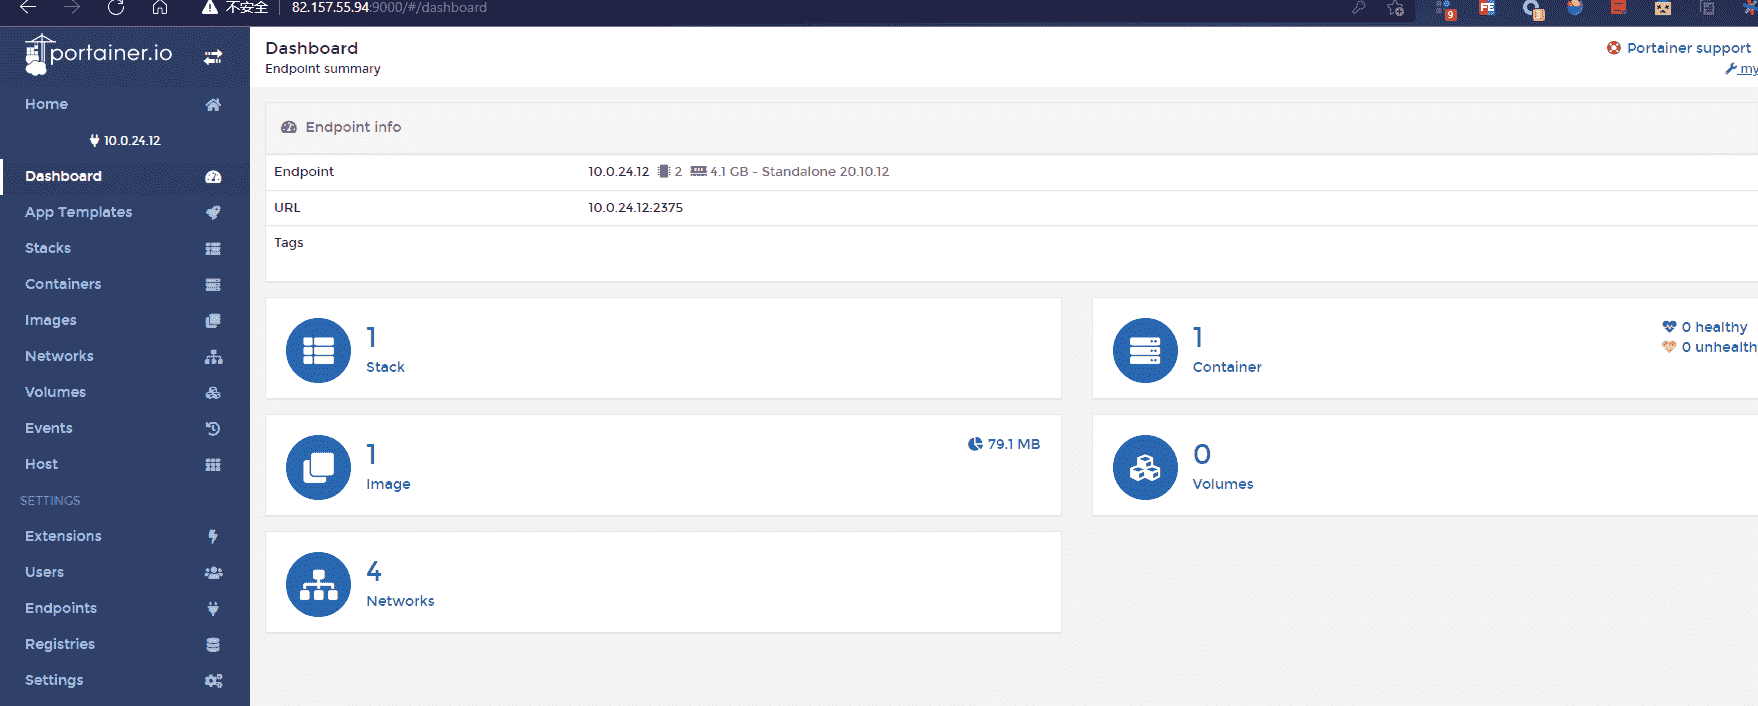 不安全 82.157.55.94:9000/#/dashboard
9
FE
31
portainer.io
Home
10.0.24.12
Dashboard
App Templates
Stacks
Containers
Images
Networks
Volumes
Events
Host
SETTINGS
Extensions
Users
Endpoints
Registries
Settings
Dashboard
Endpoint summary
Portainer support
my
Endpoint info
Endpoint 10.0.24.12 2 4.1 GB - Standalone 20.10.12
URL 10.0.24.12:2375
Tags
1
Stack
1
Container
0 healthy
0 unhealth
1
Image
79.1 MB
0
Volumes
4
Networks